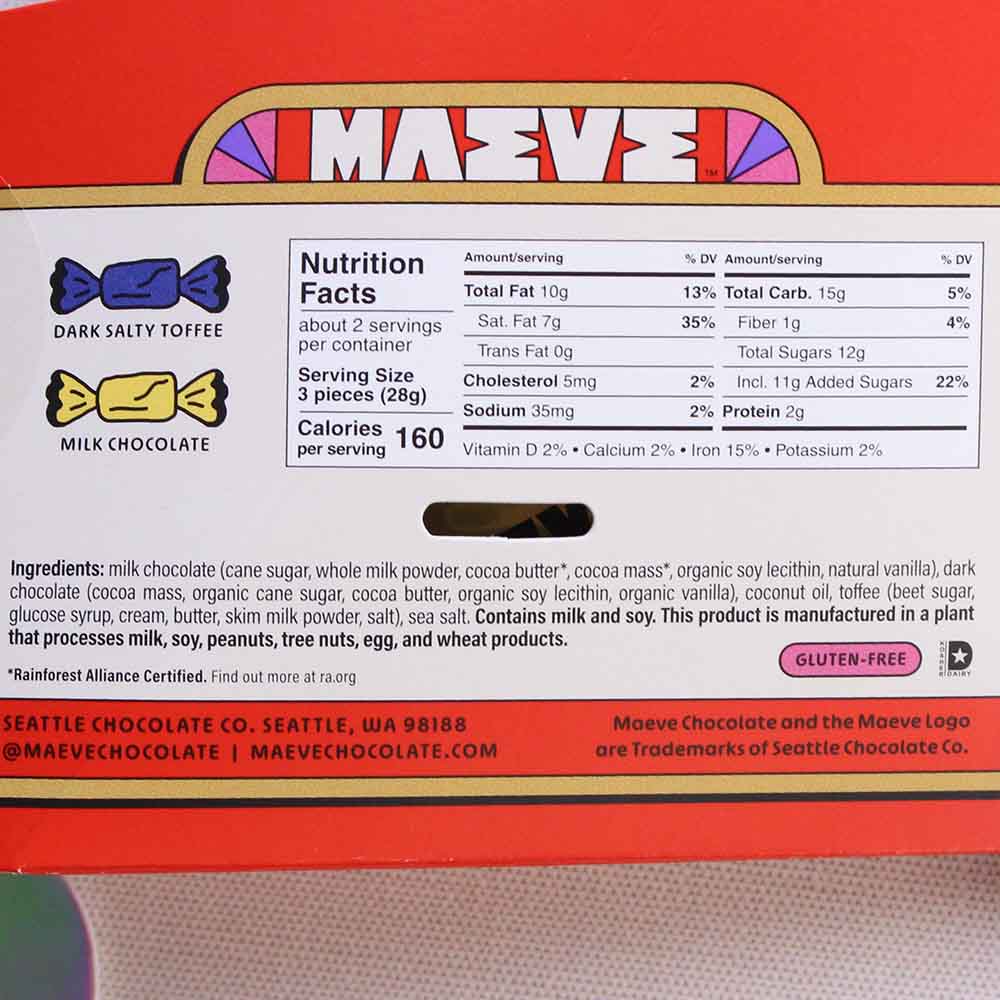 MAEVE™
DARK SALTY TOFFEE
MILK CHOCOLATE
Nutrition
Facts
about 2 servings
per container
Serving Size
3 pieces (28g)
Calories
per serving 160
Amount/serving % DV
Total Fat 10g 13%
Sat. Fat 7g 35%
Trans Fat 0g
Cholesterol 5mg 2%
Sodium 35mg 2%
Amount/serving % DV
Total Carb. 15g 5%
Fiber 1g 4%
Total Sugars 12g
Incl. 11g Added Sugars 22%
Protein 2g
Vitamin D 2% • Calcium 2% • Iron 15% • Potassium 2%
Ingredients: milk chocolate (cane sugar, whole milk powder, cocoa butter*, cocoa mass*, organic soy lecithin, natural vanilla), dark
chocolate (cocoa mass, organic cane sugar, cocoa butter, organic soy lecithin, organic vanilla), coconut oil, toffee (beet sugar,
glucose syrup, cream, butter, skim milk powder, salt), sea salt. Contains milk and soy. This product is manufactured in a plant
that processes milk, soy, peanuts, tree nuts, egg, and wheat products.
GLUTEN-FREE
KOSHER D DAIRY
*Rainforest Alliance Certified. Find out more at ra.org
SEATTLE CHOCOLATE CO. SEATTLE, WA 98188
@MAEVECHOCOLATE | MAEVECHOCOLATE.COM
Maeve Chocolate and the Maeve Logo
are Trademarks of Seattle Chocolate Co.